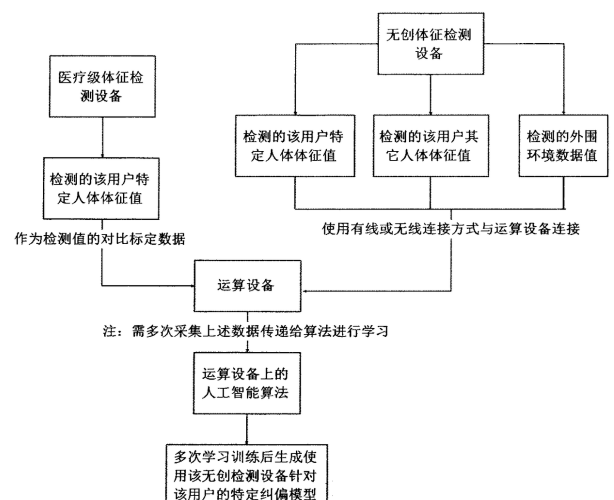 无创体征检测
设备
医疗级体征检
测设备
检测的该用户特
定人体体征值
检测的该用户其
它人体体征值
检测的外围
环境数据值
检测的该用户特
定人体体征值
作为检测值的对比标定数据
使用有线或无线连接方式与运算设备连接
运算设备
注：需多次采集上述数据传递给算法进行学习
运算设备上的
人工智能算法
多次学习训练后生成使
用该无创检测设备针对
该用户的特定纠偏模型